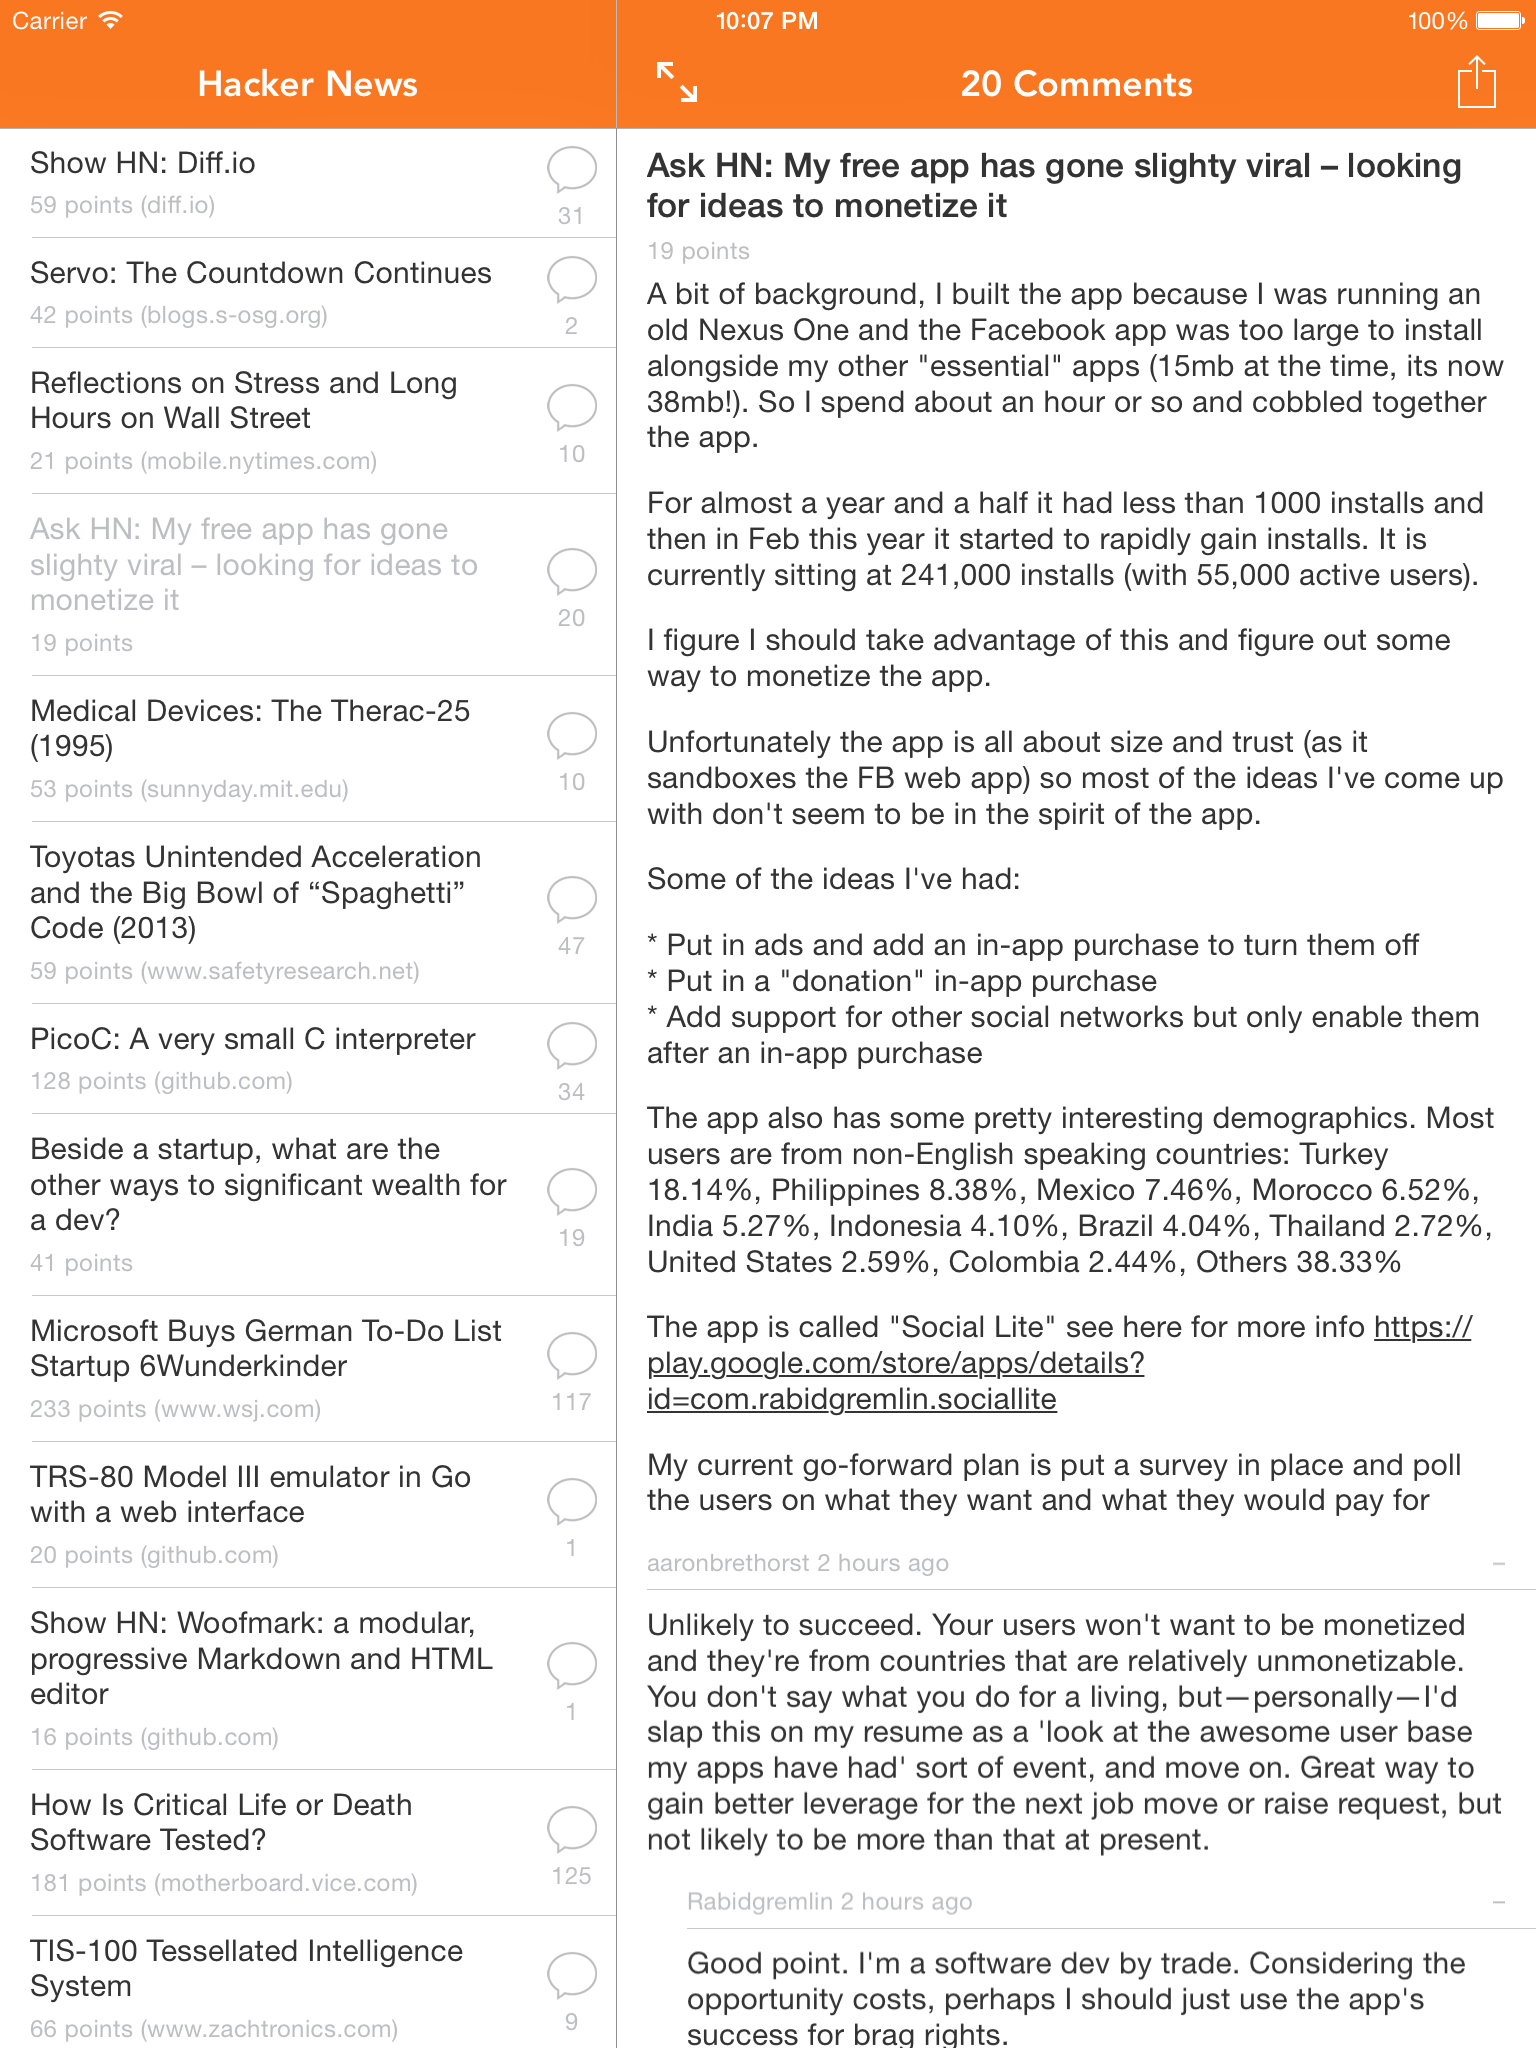 Carrier
10:07 PM
100%
Hacker News
20 Comments
Show HN: Diff.io
59 points (diff.io)
31
Servo: The Countdown Continues
42 points (blogs.s-osg.org)
2
Reflections on Stress and Long
Hours on Wall Street
21 points (mobile.nytimes.com)
10
Ask HN: My free app has gone
slighty viral – looking for ideas to
monetize it
19 points
20
Medical Devices: The Therac-25
(1995)
53 points (sunnyday.mit.edu)
10
Toyotas Unintended Acceleration
and the Big Bowl of “Spaghetti”
Code (2013)
59 points (www.safetyresearch.net)
47
PicoC: A very small C interpreter
128 points (github.com)
34
Beside a startup, what are the
other ways to significant wealth for
a dev?
41 points
19
Microsoft Buys German To-Do List
Startup 6Wunderkinder
233 points (www.wsj.com)
117
TRS-80 Model III emulator in Go
with a web interface
20 points (github.com)
1
Show HN: Woofmark: a modular,
progressive Markdown and HTML
editor
16 points (github.com)
1
How Is Critical Life or Death
Software Tested?
181 points (motherboard.vice.com)
125
TIS-100 Tessellated Intelligence
System
66 points (www.zachtronics.com)
9
Ask HN: My free app has gone slighty viral – looking
for ideas to monetize it
19 points
A bit of background, I built the app because I was running an
old Nexus One and the Facebook app was too large to install
alongside my other "essential" apps (15mb at the time, its now
38mb!). So I spend about an hour or so and cobbled together
the app.
For almost a year and a half it had less than 1000 installs and
then in Feb this year it started to rapidly gain installs. It is
currently sitting at 241,000 installs (with 55,000 active users).
I figure I should take advantage of this and figure out some
way to monetize the app.
Unfortunately the app is all about size and trust (as it
sandboxes the FB web app) so most of the ideas I've come up
with don't seem to be in the spirit of the app.
Some of the ideas I've had:
* Put in ads and add an in-app purchase to turn them off
* Put in a "donation" in-app purchase
* Add support for other social networks but only enable them
after an in-app purchase
The app also has some pretty interesting demographics. Most
users are from non-English speaking countries: Turkey
18.14%, Philippines 8.38%, Mexico 7.46%, Morocco 6.52%,
India 5.27%, Indonesia 4.10%, Brazil 4.04%, Thailand 2.72%,
United States 2.59%, Colombia 2.44%, Others 38.33%
The app is called "Social Lite" see here for more info https://
play.google.com/store/apps/details?
id=com.rabidgremlin.sociallite
My current go-forward plan is put a survey in place and poll
the users on what they want and what they would pay for
aaronbrethorst 2 hours ago –
Unlikely to succeed. Your users won't want to be monetized
and they're from countries that are relatively unmonetizable.
You don't say what you do for a living, but—personally—I'd
slap this on my resume as a 'look at the awesome user base
my apps have had' sort of event, and move on. Great way to
gain better leverage for the next job move or raise request, but
not likely to be more than that at present.
Rabidgremlin 2 hours ago –
Good point. I'm a software dev by trade. Considering the
opportunity costs, perhaps I should just use the app's
success for brag rights.